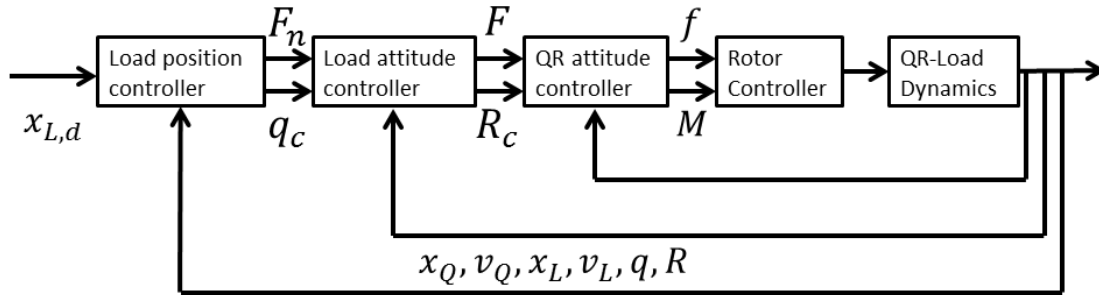 F_n F f
Load position controller
Load attitude controller
QR attitude controller
Rotor Controller
QR-Load Dynamics
x_{L,d} q_c R_c M
x_Q, v_Q, x_L, v_L, q, R